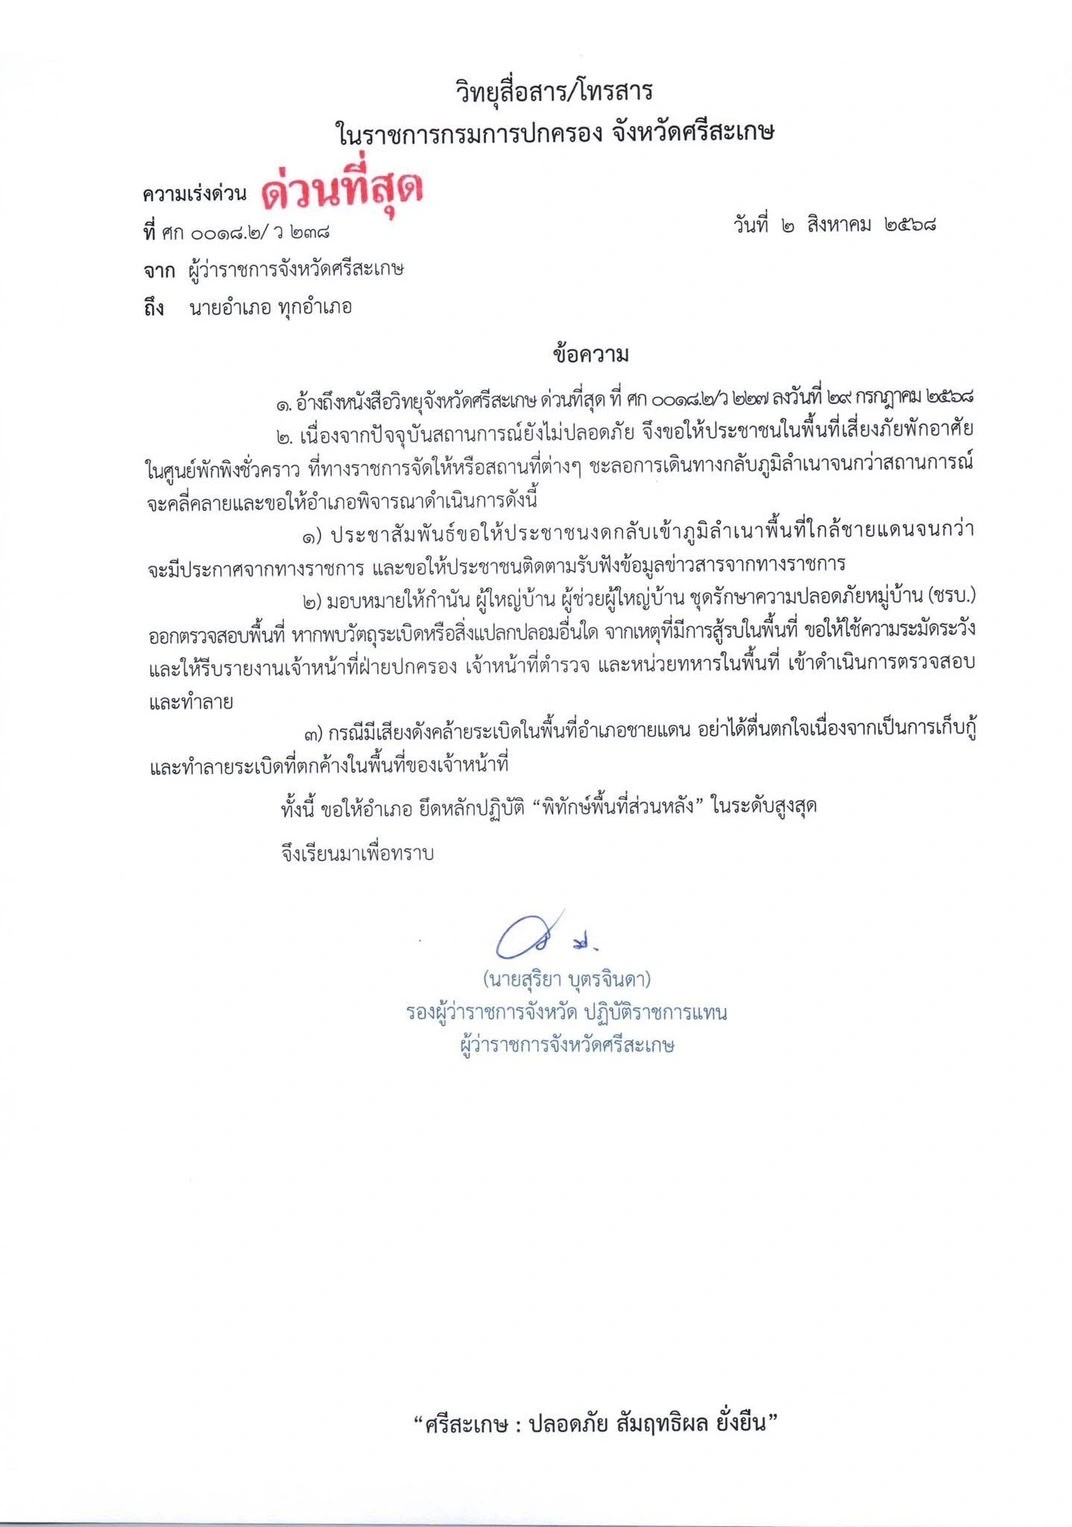 วิทยุสื่อสาร/โทรสาร
ในราชการกรมการปกครอง จังหวัดศรีสะเกษ
ความเร่งด่วน ด่วนที่สุด
ที่ ศก ๐๐๑๘.๒/ ว ๒๓๘ วันที่ ๒ สิงหาคม ๒๕๖๘
จาก ผู้ว่าราชการจังหวัดศรีสะเกษ
ถึง นายอำเภอ ทุกอำเภอ
ข้อความ
๑. อ้างถึงหนังสือวิทยุจังหวัดศรีสะเกษ ด่วนที่สุด ที่ ศก ๐๐๑๘.๒/ว ๒๒๗ ลงวันที่ ๒๙ กรกฎาคม ๒๕๖๘
๒. เนื่องจากปัจจุบันสถานการณ์ยังไม่ปลอดภัย จึงขอให้ประชาชนในพื้นที่เสี่ยงภัยพักอาศัย
ในศูนย์พักพิงชั่วคราว ที่ทางราชการจัดให้หรือสถานที่ต่างๆ ชะลอการเดินทางกลับภูมิลำเนาจนกว่าสถานการณ์
จะคลี่คลายและขอให้อำเภอพิจารณาดำเนินการดังนี้
๑) ประชาสัมพันธ์ขอให้ประชาชนงดกลับเข้าภูมิลำเนาพื้นที่ใกล้ชายแดนจนกว่า
จะมีประกาศจากทางราชการ และขอให้ประชาชนติดตามรับฟังข้อมูลข่าวสารจากทางราชการ
๒) มอบหมายให้กำนัน ผู้ใหญ่บ้าน ผู้ช่วยผู้ใหญ่บ้าน ชุดรักษาความปลอดภัยหมู่บ้าน (ชรบ.)
ออกตรวจสอบพื้นที่ หากพบวัตถุระเบิดหรือสิ่งแปลกปลอมอื่นใด จากเหตุที่มีการสู้รบในพื้นที่ ขอให้ใช้ความระมัดระวัง
และให้รีบรายงานเจ้าหน้าที่ฝ่ายปกครอง เจ้าหน้าที่ตำรวจ และหน่วยทหารในพื้นที่ เข้าดำเนินการตรวจสอบ
และทำลาย
๓) กรณีมีเสียงดังคล้ายระเบิดในพื้นที่อำเภอชายแดน อย่าได้ตื่นตกใจเนื่องจากเป็นการเก็บกู้
และทำลายระเบิดที่ตกค้างในพื้นที่ของเจ้าหน้าที่
ทั้งนี้ ขอให้อำเภอ ยึดหลักปฏิบัติ “พิทักษ์พื้นที่ส่วนหลัง” ในระดับสูงสุด
จึงเรียนมาเพื่อทราบ
(นายสุริยา บุตรจินดา)
รองผู้ว่าราชการจังหวัด ปฏิบัติราชการแทน
ผู้ว่าราชการจังหวัดศรีสะเกษ
“ศรีสะเกษ : ปลอดภัย สัมฤทธิผล ยั่งยืน”